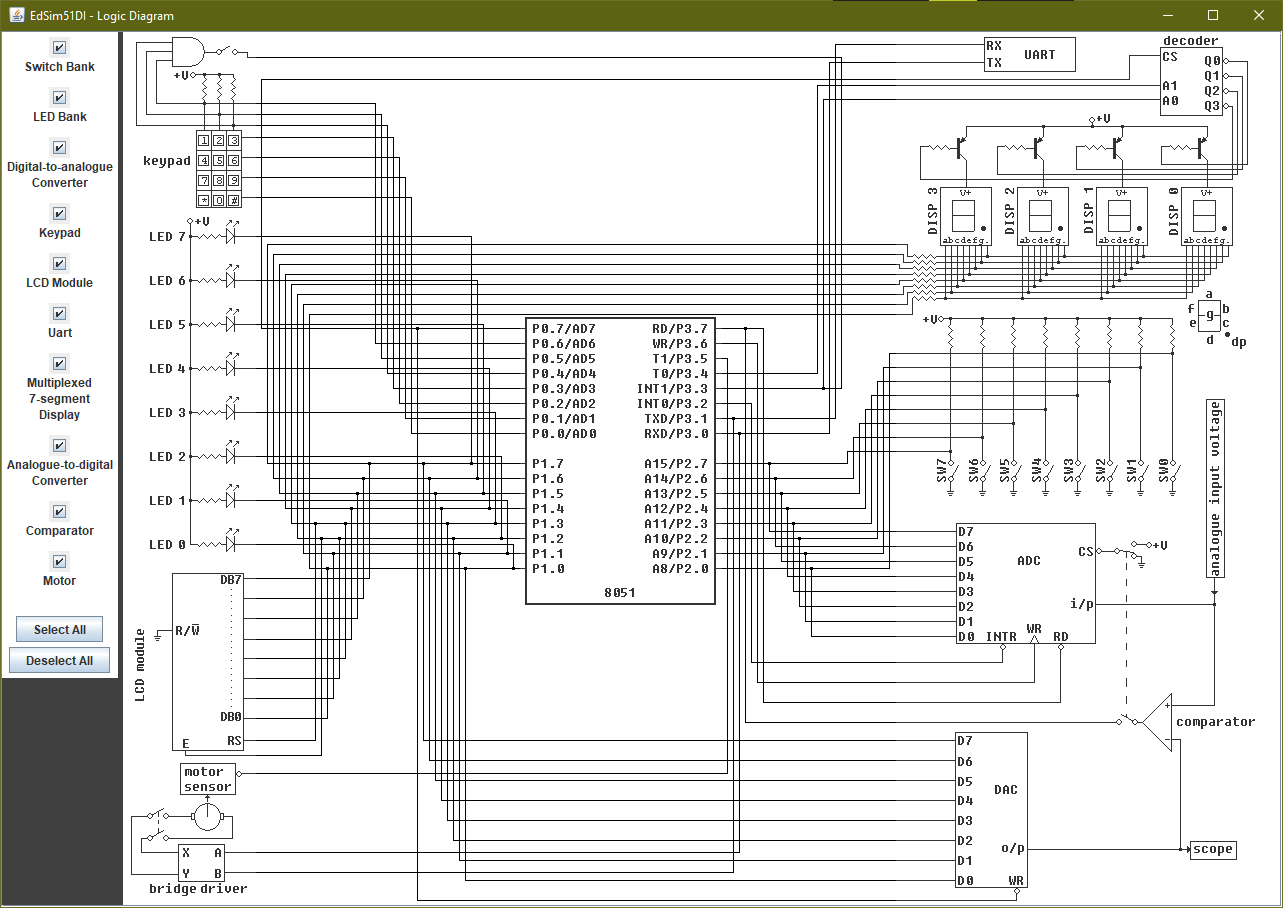 EdSim51DI - Logic Diagram
Switch Bank
LED Bank
Digital-to-analogue
Converter
Keypad
LCD Module
Uart
Multiplexed
7-segment
Display
Analogue-to-digital
Converter
Comparator
Motor
Select All
Deselect All
+V
keypad
1 2 3
4 5 6
7 8 9
* 0 #
+V
LED 7
LED 6
LED 5
LED 4
LED 3
LED 2
LED 1
LED 0
LCD module
DB7
R/W̅
DB0
RS
E
motor
sensor
X A
Y B
bridge driver
RX
TX
UART
decoder
CS
A1
A0
Q0
Q1
Q2
Q3
+V
DISP 3
V+
abcdefg.
DISP 2
V+
abcdefg.
DISP 1
V+
abcdefg.
DISP 0
V+
abcdefg.
a
f b
g
e c
d
dp
P0.7/AD7 RD/P3.7
P0.6/AD6 WR/P3.6
P0.5/AD5 T1/P3.5
P0.4/AD4 T0/P3.4
P0.3/AD3 INT1/P3.3
P0.2/AD2 INT0/P3.2
P0.1/AD1 TXD/P3.1
P0.0/AD0 RXD/P3.0
P1.7 A15/P2.7
P1.6 A14/P2.6
P1.5 A13/P2.5
P1.4 A12/P2.4
P1.3 A11/P2.3
P1.2 A10/P2.2
P1.1 A9/P2.1
P1.0 A8/P2.0
8051
+V
SW7
SW6
SW5
SW4
SW3
SW2
SW1
SW0
analogue input voltage
D7
D6
D5
D4
D3
D2
D1
D0
ADC
CS
+V
i/p
INTR
WR
RD
+
-
comparator
D7
D6
D5
D4
D3
D2
D1
D0
DAC
o/p
WR
scope